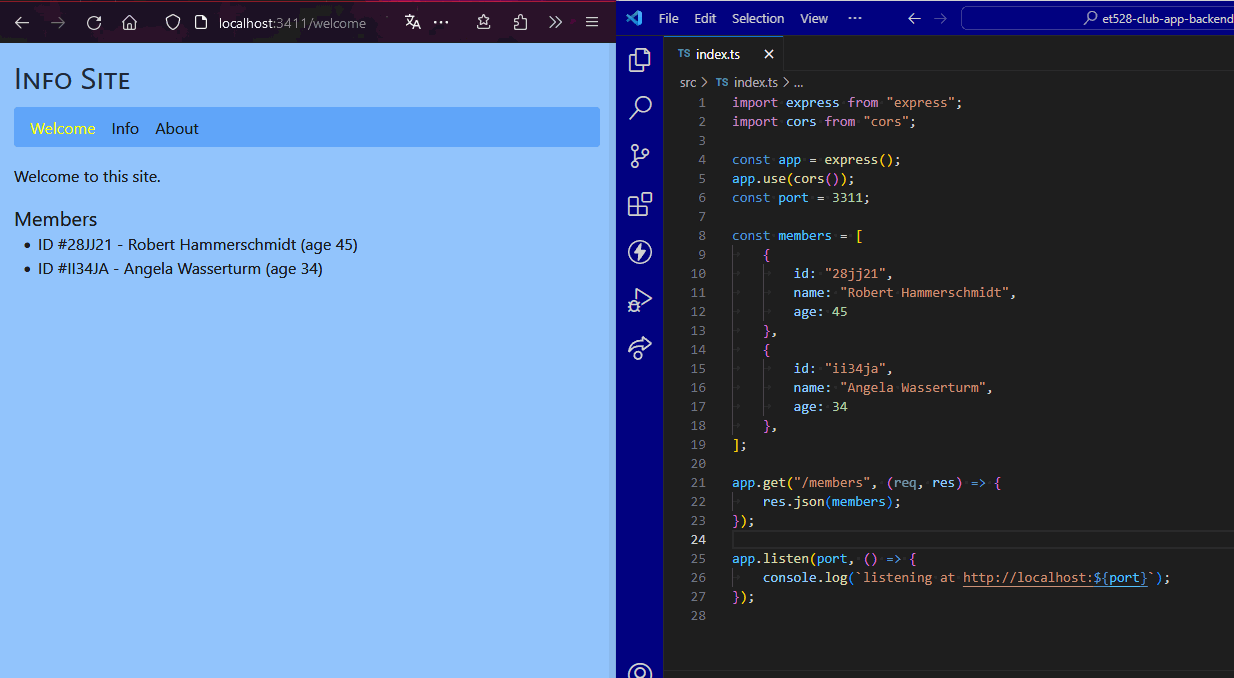 localhost:3411/welcome
Info Site
Welcome Info About
Welcome to this site.
Members
• ID #28JJ21 - Robert Hammerschmidt (age 45)
• ID #II34JA - Angela Wasserturm (age 34)
File Edit Selection View ··· et528-club-app-backend
TS index.ts
src > TS index.ts > ...
1 import express from "express";
2 import cors from "cors";
3
4 const app = express();
5 app.use(cors());
6 const port = 3311;
7
8 const members = [
9 {
10 id: "28jj21",
11 name: "Robert Hammerschmidt",
12 age: 45
13 },
14 {
15 id: "ii34ja",
16 name: "Angela Wasserturm",
17 age: 34
18 },
19 ];
20
21 app.get("/members", (req, res) => {
22 res.json(members);
23 });
24
25 app.listen(port, () => {
26 console.log(`listening at http://localhost:${port}`);
27 });
28